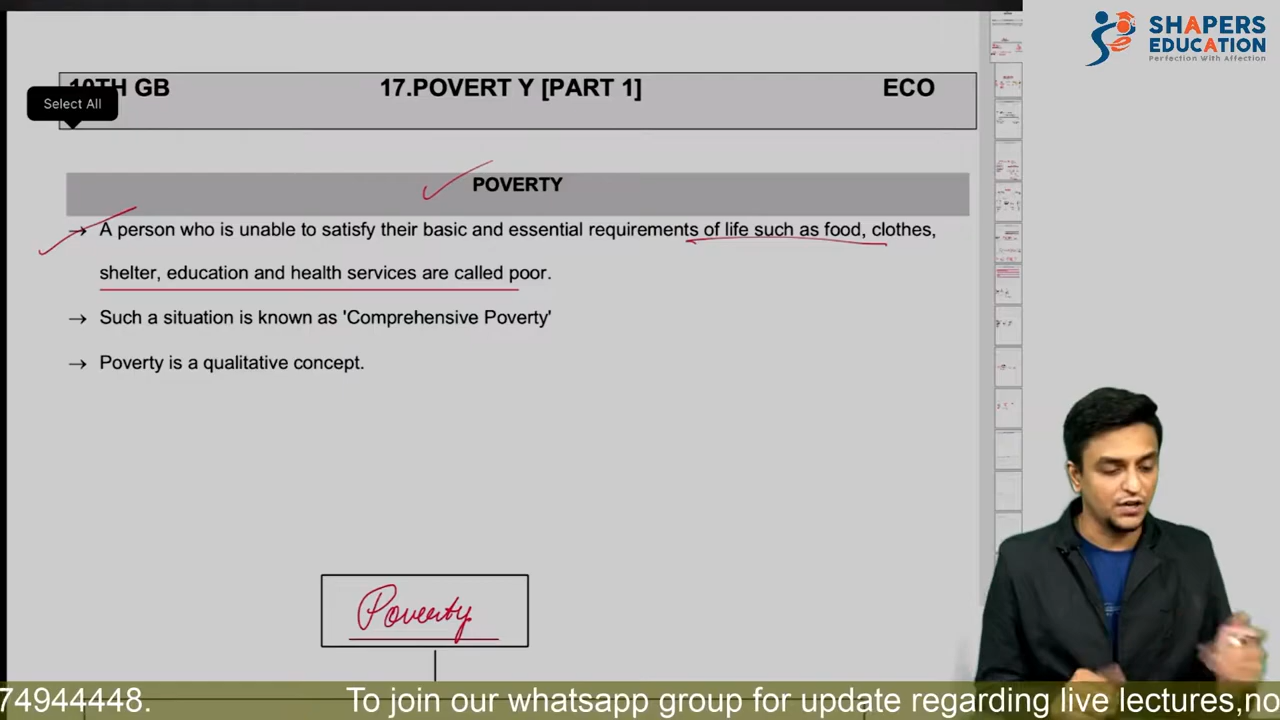 SHAPERS
EDUCATION
Perfection With Affection
10TH GB 17.POVERT Y [PART 1] ECO
Select All
POVERTY
→ A person who is unable to satisfy their basic and essential requirements of life such as food, clothes,
shelter, education and health services are called poor.
→ Such a situation is known as 'Comprehensive Poverty'
→ Poverty is a qualitative concept.
Poverty
74944448. To join our whatsapp group for update regarding live lectures,no